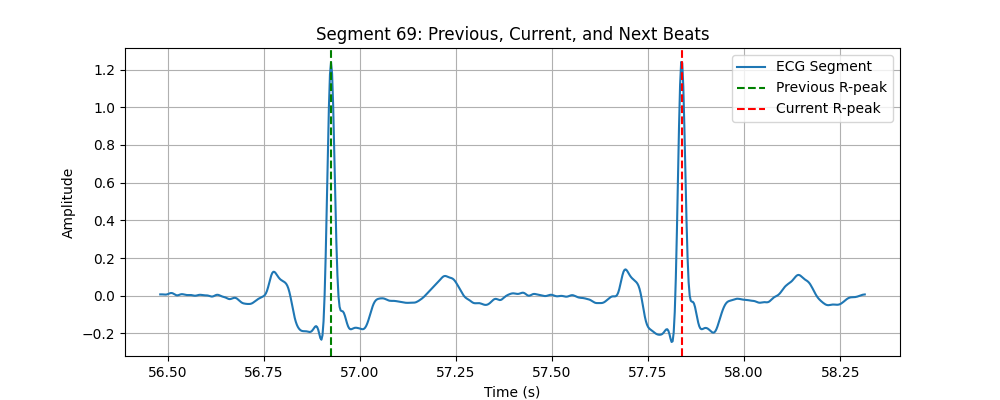 Segment 69: Previous, Current, and Next Beats
ECG Segment
Previous R-peak
Current R-peak
1.2
1.0
0.8
0.6
0.4
0.2
0.0
−0.2
Amplitude
56.50 56.75 57.00 57.25 57.50 57.75 58.00 58.25
Time (s)